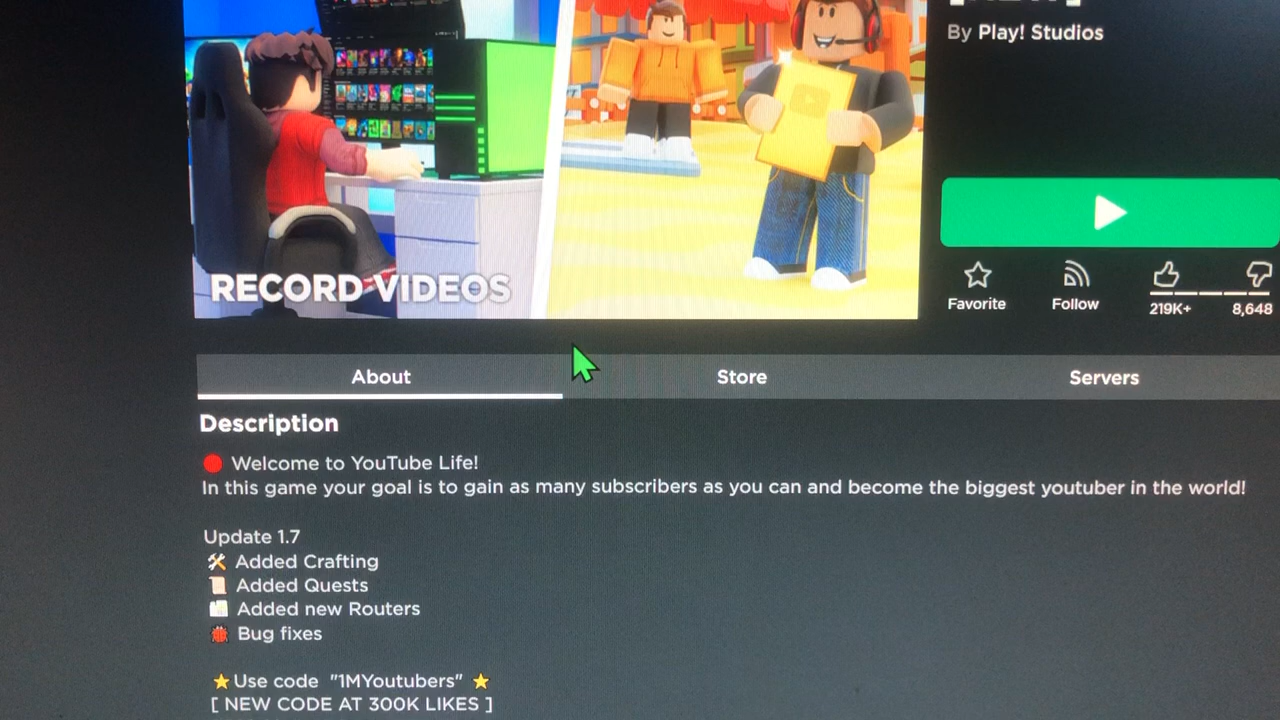 By Play! Studios
RECORD VIDEOS
Favorite
Follow
219K+
8,648
About
Store
Servers
Description
Welcome to YouTube Life!
In this game your goal is to gain as many subscribers as you can and become the biggest youtuber in the world!
Update 1.7
Added Crafting
Added Quests
Added new Routers
Bug fixes
Use code "1MYoutubers"
[ NEW CODE AT 300K LIKES ]